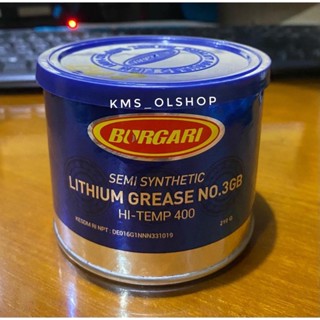 KMS_OLSHOP
BURGARI
SEMI SYNTHETIC
LITHIUM GREASE NO.3GB
HI-TEMP 400